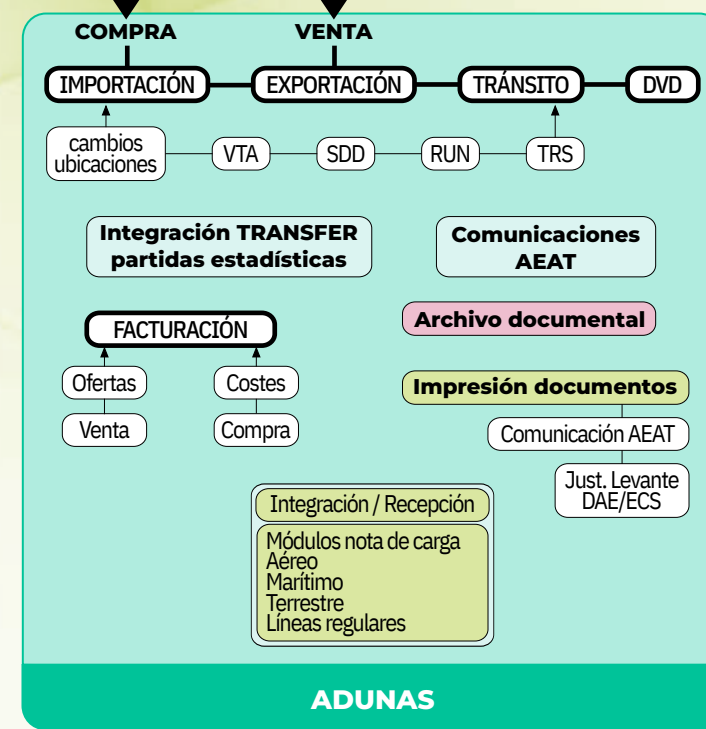 COMPRA
VENTA
IMPORTACIÓN
EXPORTACIÓN
TRÁNSITO
DVD
cambios
ubicaciones
VTA
SDD
RUN
TRS
Integración TRANSFER
partidas estadísticas
Comunicaciones
AEAT
FACTURACIÓN
Ofertas
Costes
Venta
Compra
Archivo documental
Impresión documentos
Comunicación AEAT
Just. Levante
DAE/ECS
Integración / Recepción
Módulos nota de carga
Aéreo
Marítimo
Terrestre
Líneas regulares
ADUNAS